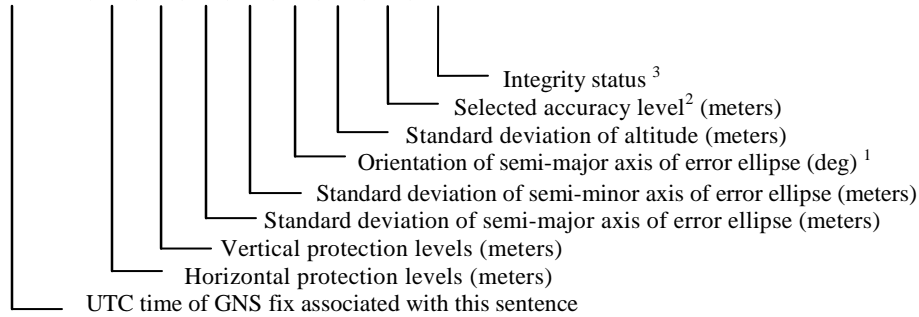 Integrity status ³
Selected accuracy level² (meters)
Standard deviation of altitude (meters)
Orientation of semi-major axis of error ellipse (deg) ¹
Standard deviation of semi-minor axis of error ellipse (meters)
Standard deviation of semi-major axis of error ellipse (meters)
Vertical protection levels (meters)
Horizontal protection levels (meters)
UTC time of GNS fix associated with this sentence